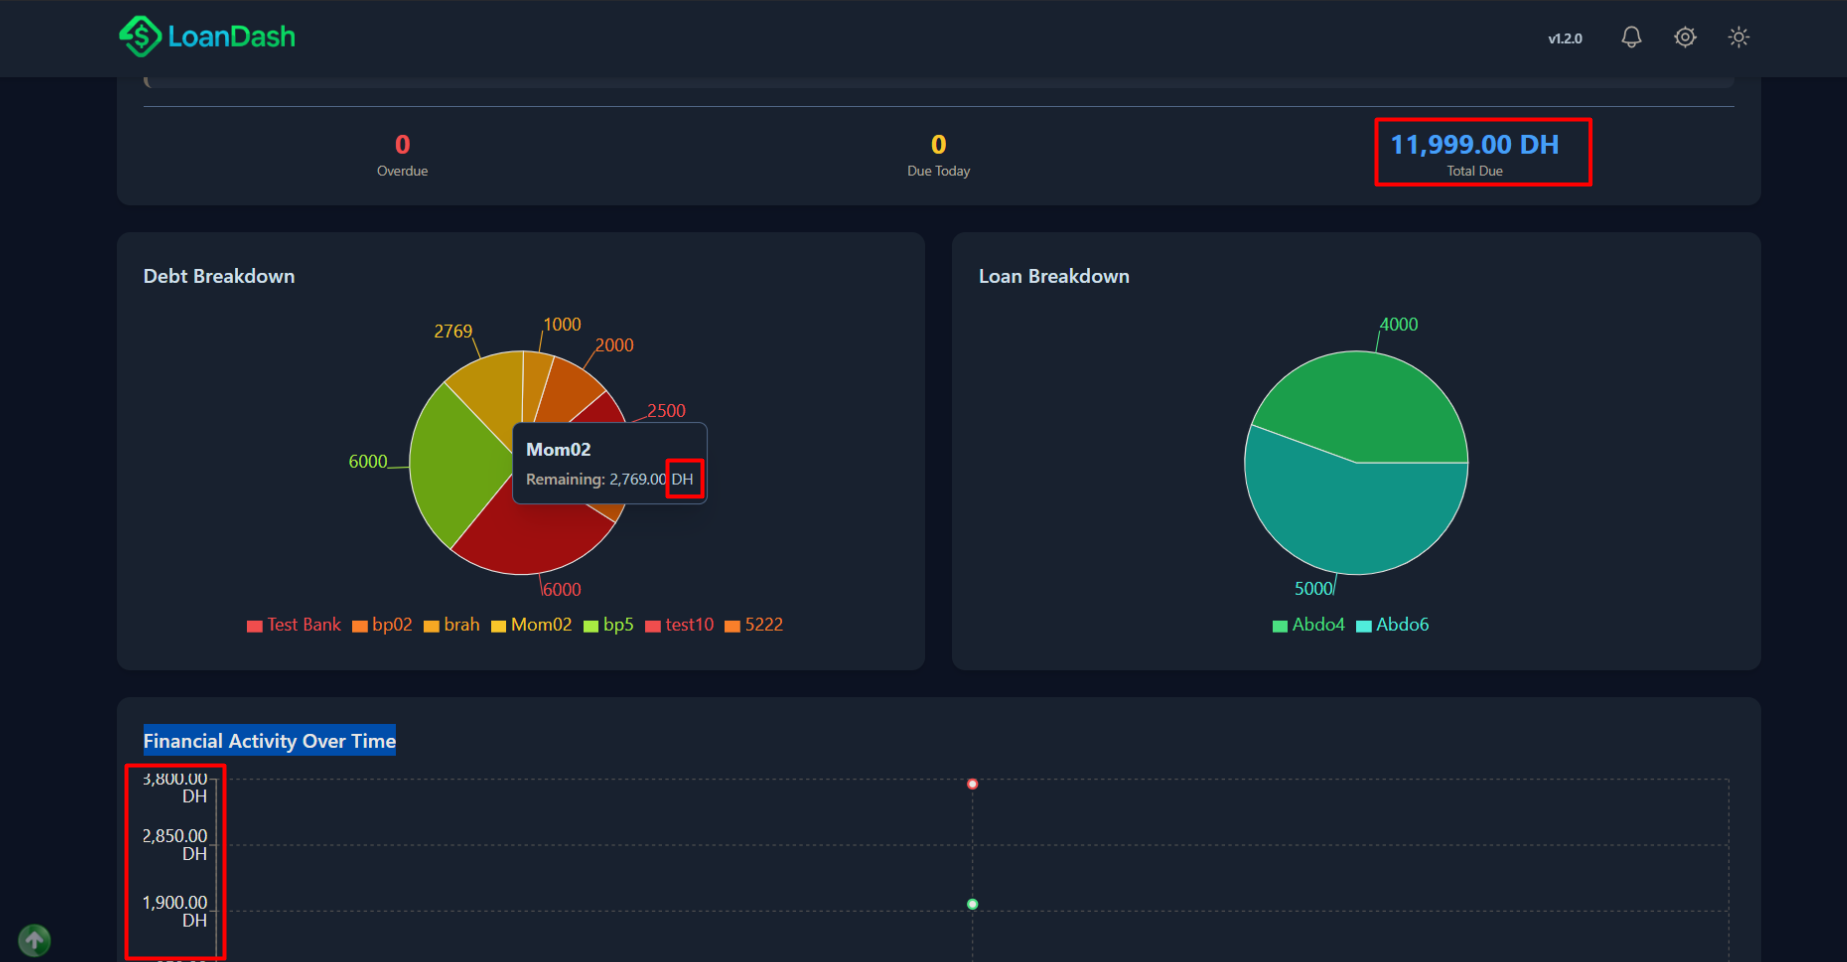 LoanDash
v1.2.0
0
Overdue
0
Due Today
11,999.00 DH
Total Due
Debt Breakdown
2769
1000
2000
2500
6000
6000
Mom02
Remaining: 2,769.00 DH
Test Bank bp02 brah Mom02 bp5 test10 5222
Loan Breakdown
4000
5000
Abdo4 Abdo6
Financial Activity Over Time
3,800.00
DH
2,850.00
DH
1,900.00
DH